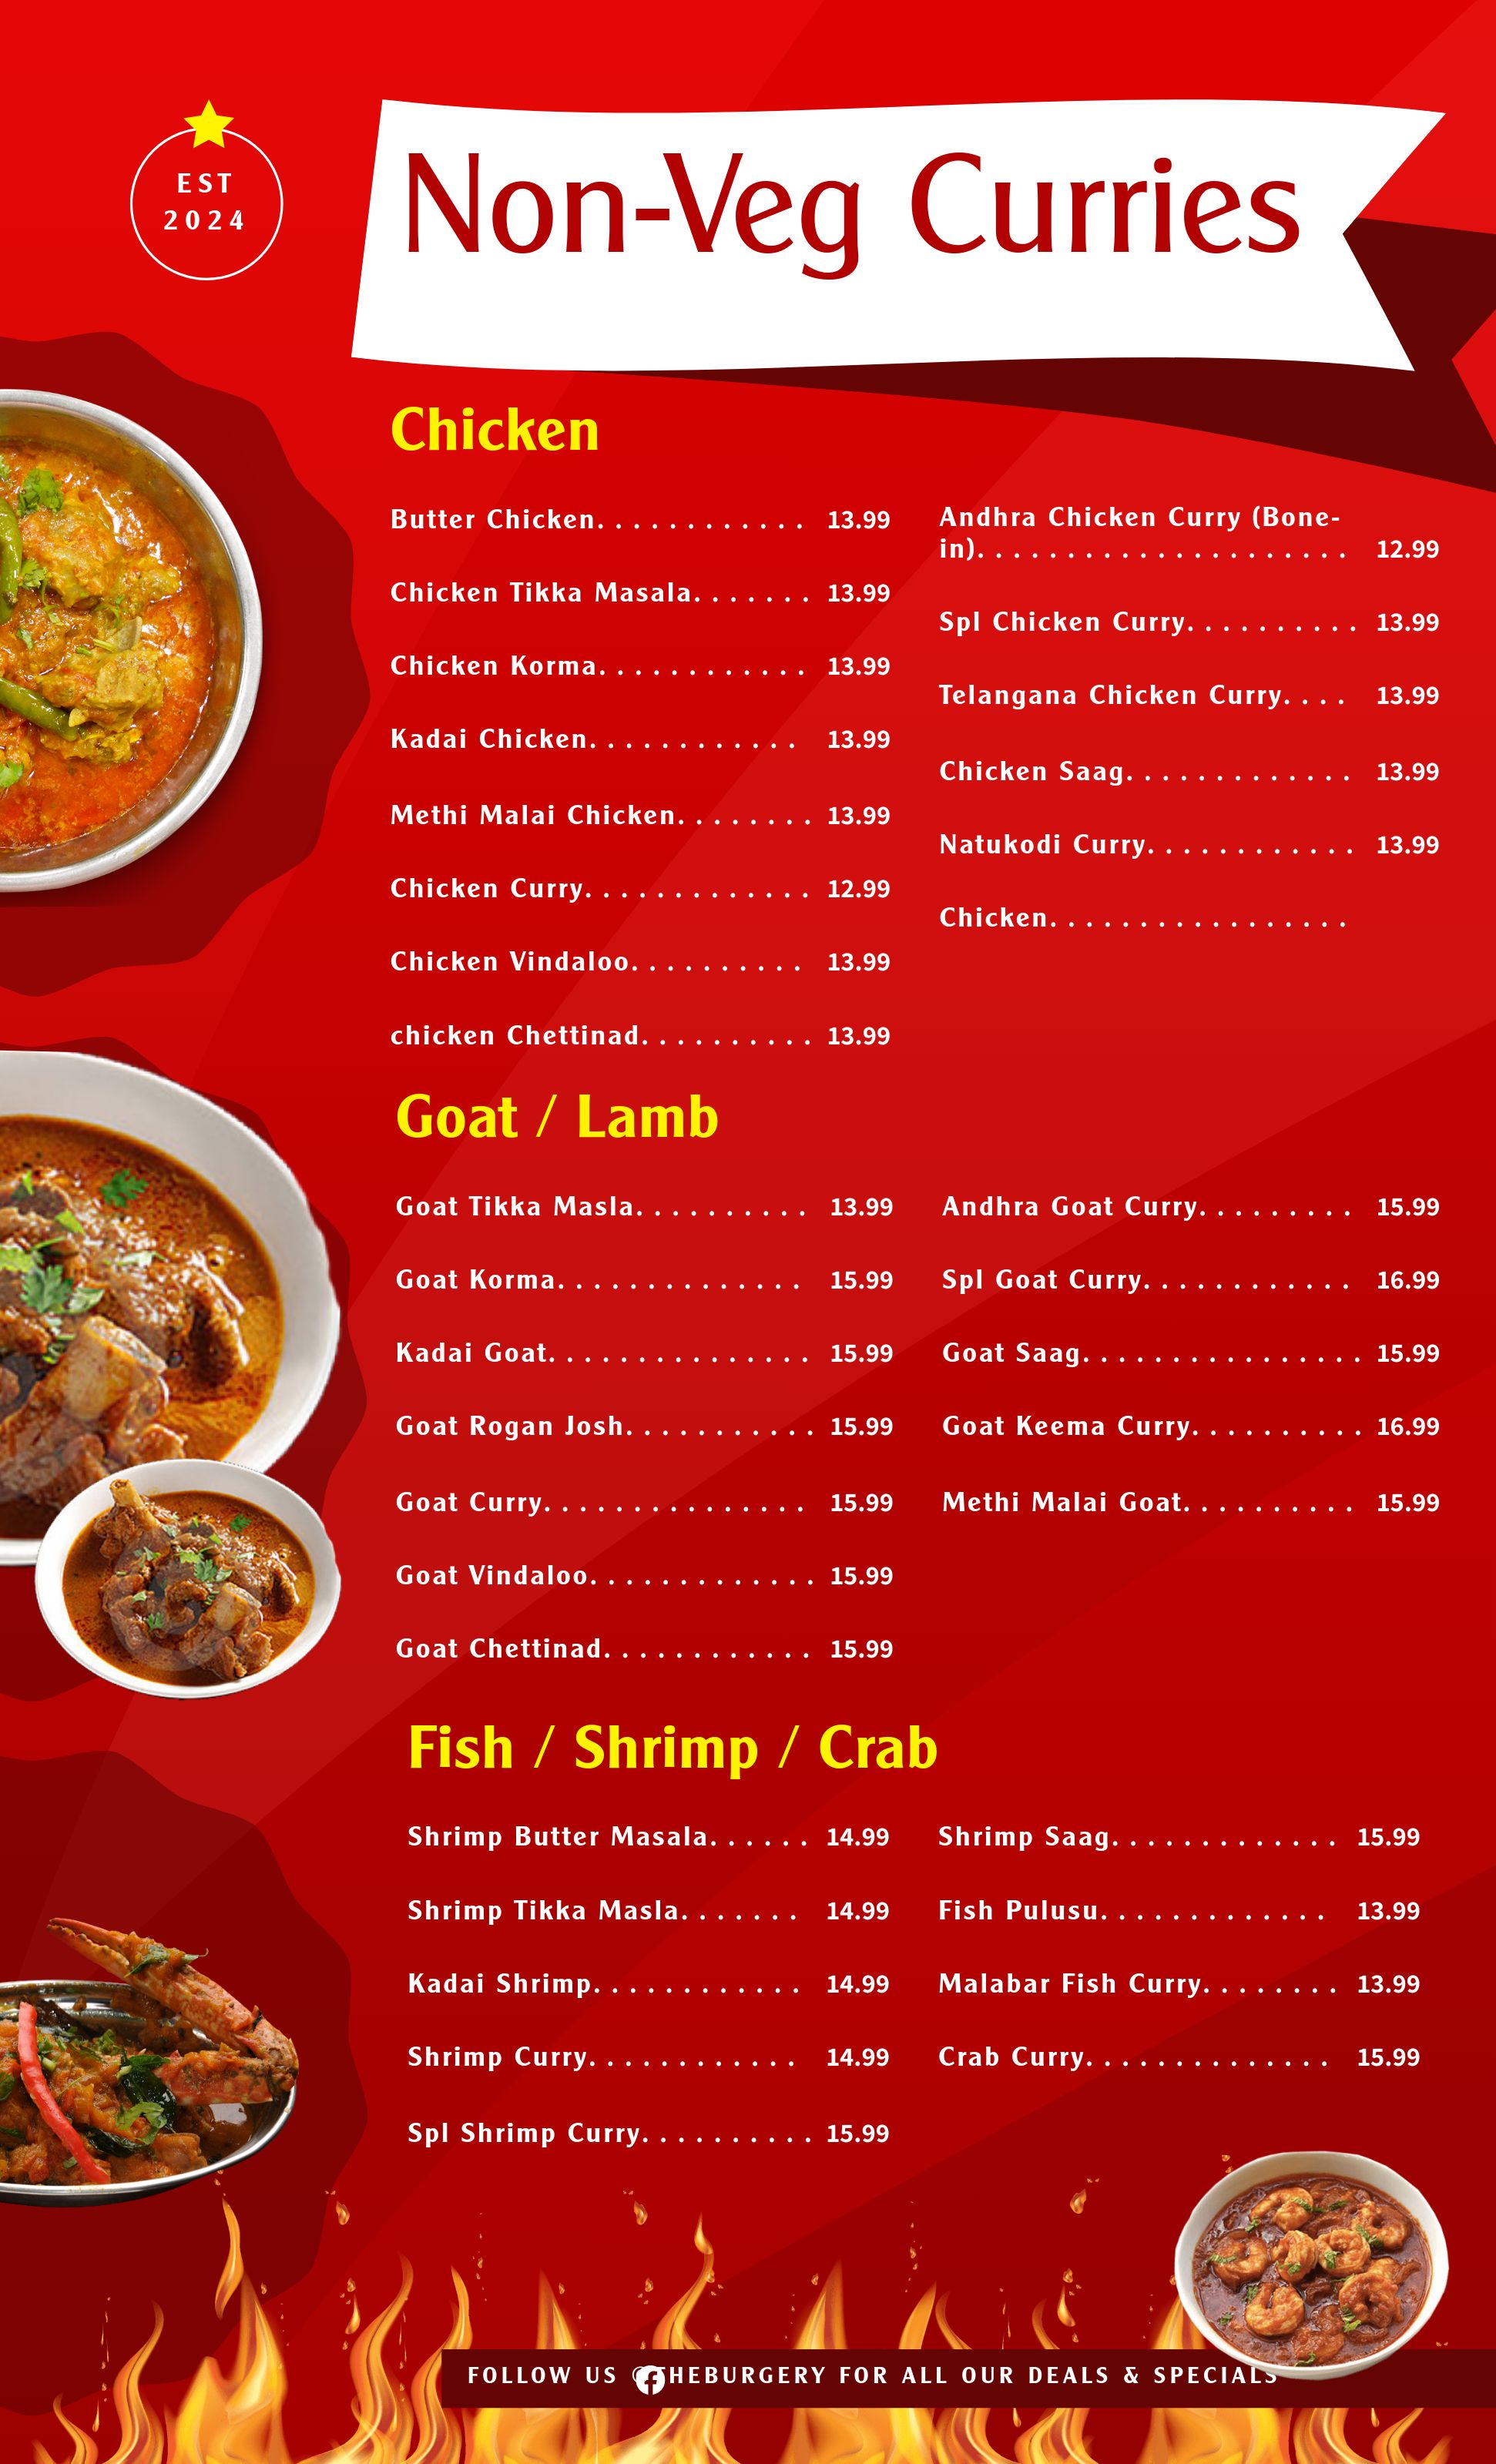 EST
2024
Non-Veg Curries
Chicken
Butter Chicken. . . . . . . . . . . . 13.99
Chicken Tikka Masala. . . . . . . 13.99
Chicken Korma. . . . . . . . . . . . 13.99
Kadai Chicken. . . . . . . . . . . . 13.99
Methi Malai Chicken. . . . . . . . 13.99
Chicken Curry. . . . . . . . . . . . . 12.99
Chicken Vindaloo. . . . . . . . . . 13.99
chicken Chettinad. . . . . . . . . . 13.99
Andhra Chicken Curry (Bone-
in). . . . . . . . . . . . . . . . . . . . . 12.99
Spl Chicken Curry. . . . . . . . . . 13.99
Telangana Chicken Curry. . . . 13.99
Chicken Saag. . . . . . . . . . . . . 13.99
Natukodi Curry. . . . . . . . . . . . 13.99
Chicken. . . . . . . . . . . . . . . . .
Goat / Lamb
Goat Tikka Masla. . . . . . . . . . 13.99
Goat Korma. . . . . . . . . . . . . . 15.99
Kadai Goat. . . . . . . . . . . . . . . 15.99
Goat Rogan Josh. . . . . . . . . . . 15.99
Goat Curry. . . . . . . . . . . . . . . 15.99
Goat Vindaloo. . . . . . . . . . . . . 15.99
Goat Chettinad. . . . . . . . . . . . 15.99
Andhra Goat Curry. . . . . . . . . 15.99
Spl Goat Curry. . . . . . . . . . . . 16.99
Goat Saag. . . . . . . . . . . . . . . . 15.99
Goat Keema Curry. . . . . . . . . . 16.99
Methi Malai Goat. . . . . . . . . . 15.99
Fish / Shrimp / Crab
Shrimp Butter Masala. . . . . . 14.99
Shrimp Tikka Masla. . . . . . . 14.99
Kadai Shrimp. . . . . . . . . . . . 14.99
Shrimp Curry. . . . . . . . . . . . 14.99
Spl Shrimp Curry. . . . . . . . . . 15.99
Shrimp Saag. . . . . . . . . . . . . 15.99
Fish Pulusu. . . . . . . . . . . . . 13.99
Malabar Fish Curry. . . . . . . . 13.99
Crab Curry. . . . . . . . . . . . . . 15.99
FOLLOW US @THEBURGERY FOR ALL OUR DEALS & SPECIALS